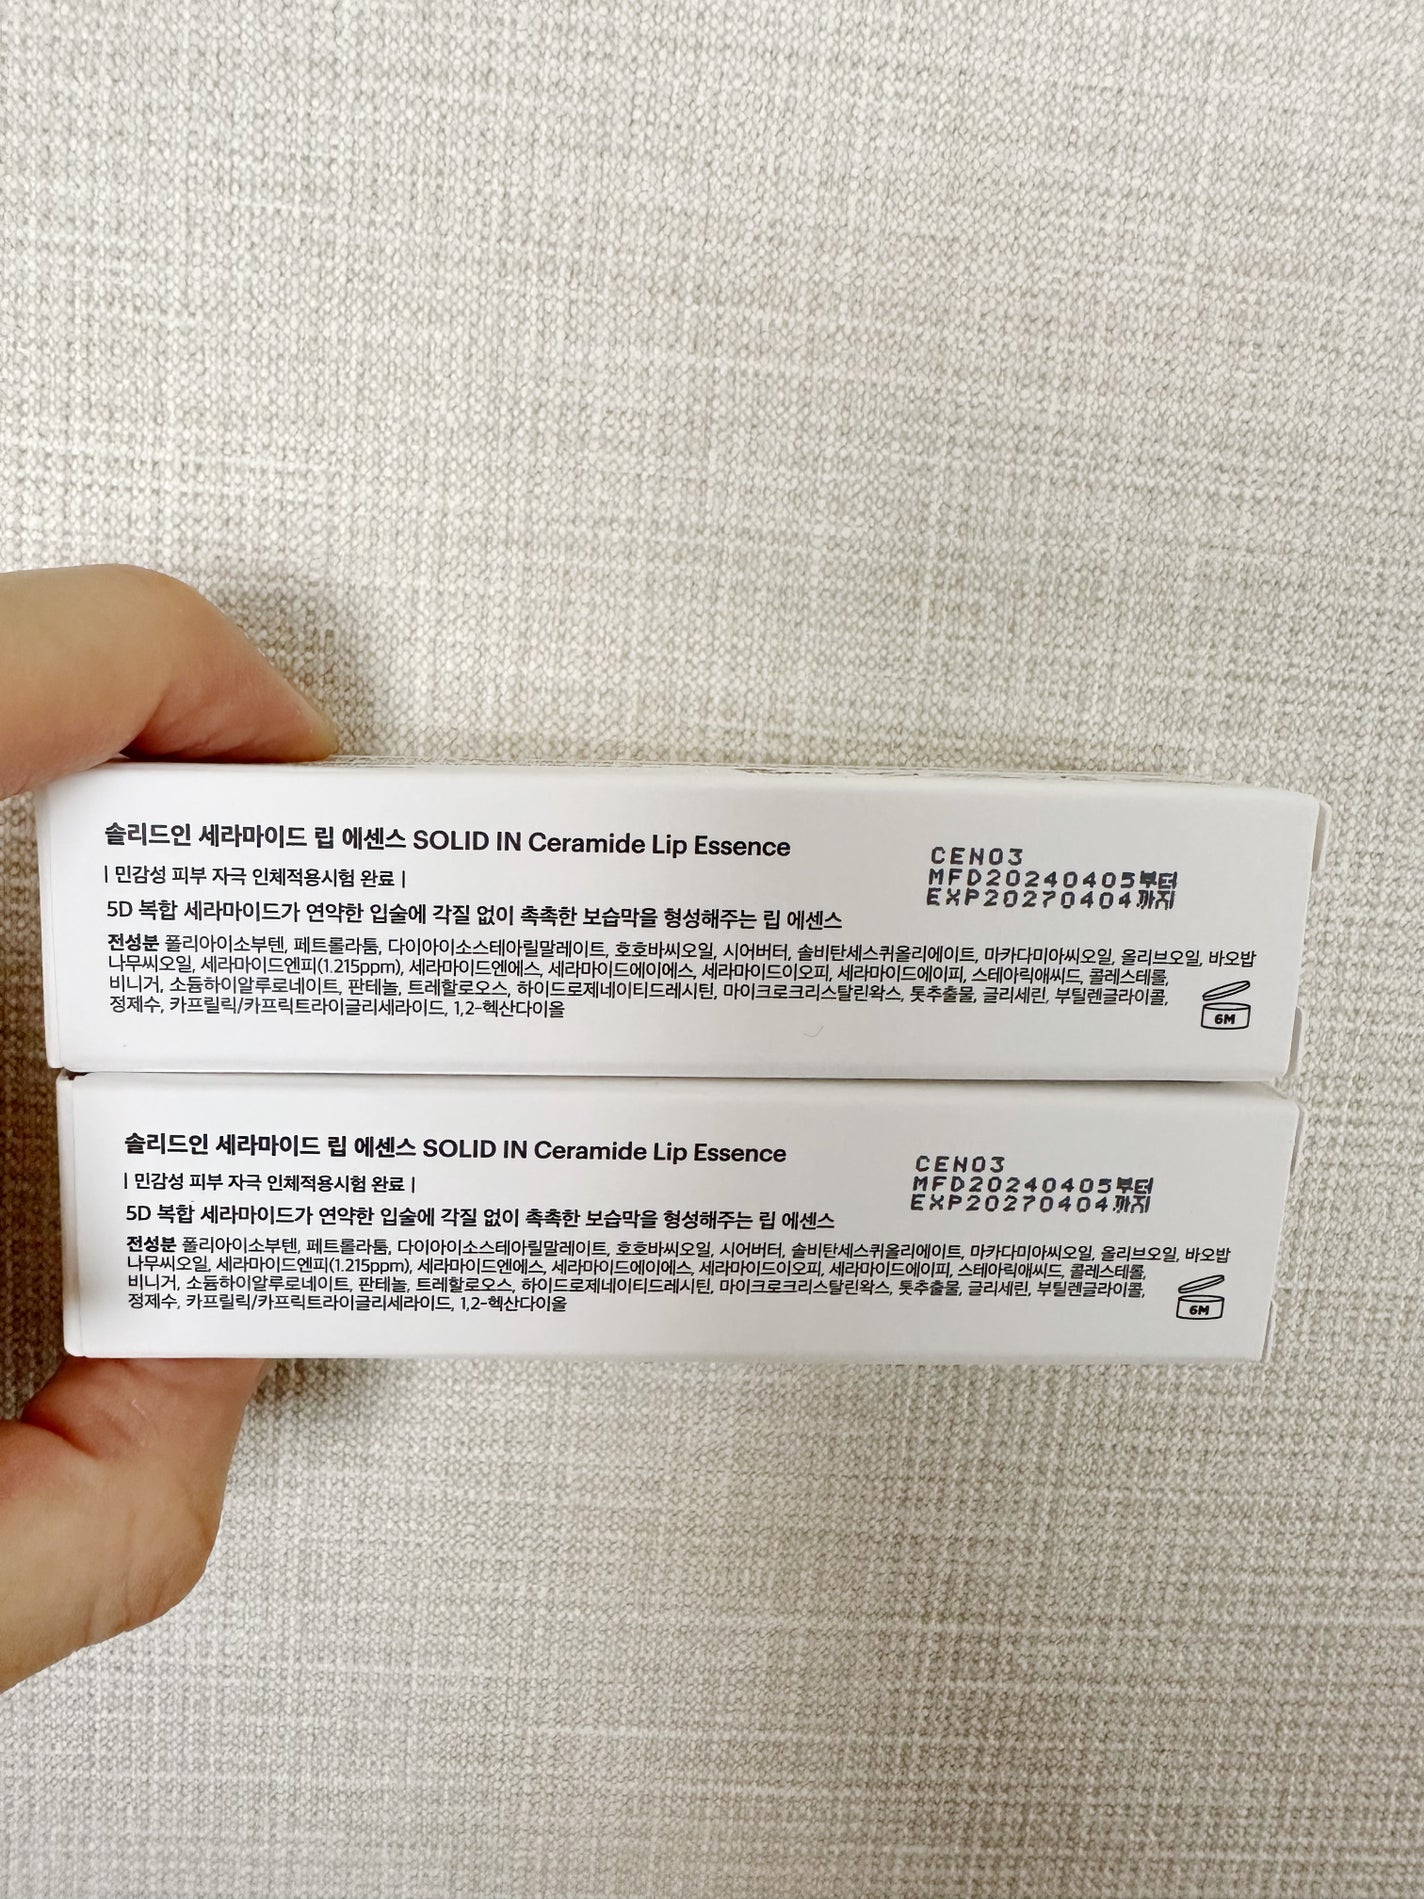 솔리드인 세라마이드 립 에센스 SOLID IN Ceramide Lip Essence
| 민감성 피부 자극 인체적용시험 완료 |
5D 복합 세라마이드가 연약한 입술에 각질 없이 촉촉한 보습막을 형성해주는 립 에센스
전성분 폴리아이소부텐, 페트롤라툼, 다이아이소스테아릴말레이트, 호호바씨오일, 시어버터, 솔비탄세스퀴올리에이트, 마카다미아씨오일, 올리브오일, 바오밥
나무씨오일, 세라마이드엔피(1.215ppm), 세라마이드엔에스, 세라마이드에이에스, 세라마이드이오피, 세라마이드에이피, 스테아릭애씨드, 콜레스테롤,
비니거, 소듐하이알루로네이트, 판테놀, 트레할로오스, 하이드로제네이티드레시틴, 마이크로크리스탈린왁스, 톳추출물, 글리세린, 부틸렌글라이콜,
정제수, 카프릴릭/카프릭트라이글리세라이드, 1,2-헥산다이올
CEN03
MFD20240405부터
EXP20270404까지
6M
솔리드인 세라마이드 립 에센스 SOLID IN Ceramide Lip Essence
| 민감성 피부 자극 인체적용시험 완료 |
5D 복합 세라마이드가 연약한 입술에 각질 없이 촉촉한 보습막을 형성해주는 립 에센스
전성분 폴리아이소부텐, 페트롤라툼, 다이아이소스테아릴말레이트, 호호바씨오일, 시어버터, 솔비탄세스퀴올리에이트, 마카다미아씨오일, 올리브오일, 바오밥
나무씨오일, 세라마이드엔피(1.215ppm), 세라마이드엔에스, 세라마이드에이에스, 세라마이드이오피, 세라마이드에이피, 스테아릭애씨드, 콜레스테롤,
비니거, 소듐하이알루로네이트, 판테놀, 트레할로오스, 하이드로제네이티드레시틴, 마이크로크리스탈린왁스, 톳추출물, 글리세린, 부틸렌글라이콜,
정제수, 카프릴릭/카프릭트라이글리세라이드, 1,2-헥산다이올
CEN03
MFD20240405부터
EXP20270404까지
6M